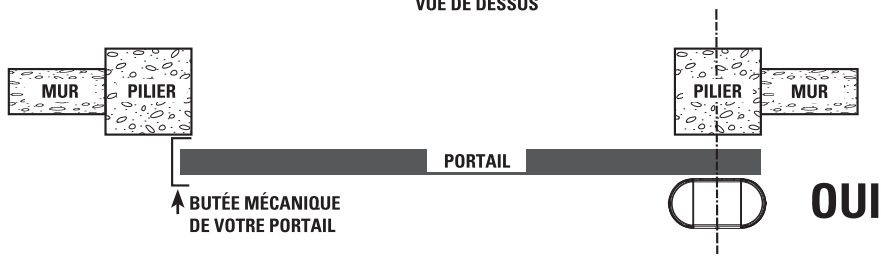 VUE DE DESSUS
MUR PILIER PILIER MUR
PORTAIL
BUTÉE MÉCANIQUE
DE VOTRE PORTAIL
OUI